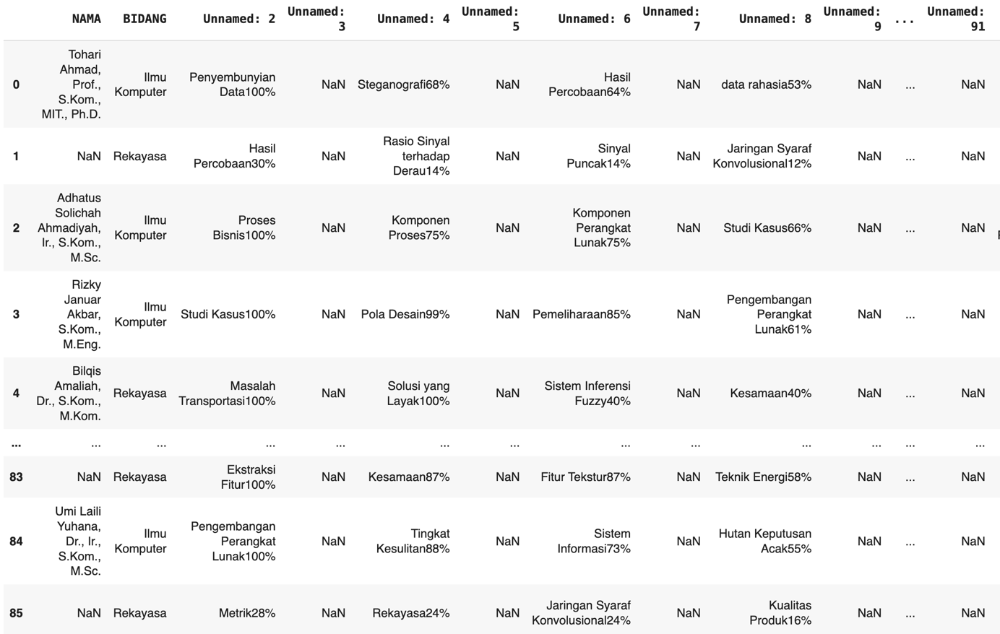 NAMA BIDANG Unnamed: 2 Unnamed: 3 Unnamed: 4 Unnamed: 5 Unnamed: 6 Unnamed: 7 Unnamed: 8 Unnamed: 9 ... Unnamed: 91
0 Tohari Ahmad, Prof., S.Kom., MIT., Ph.D. Ilmu Komputer Penyembunyian Data100% NaN Steganografi68% NaN Hasil Percobaan64% NaN data rahasia53% NaN ... NaN
1 NaN Rekayasa Hasil Percobaan30% NaN Rasio Sinyal terhadap Derau14% NaN Sinyal Puncak14% NaN Jaringan Syaraf Konvolusional12% NaN ... NaN
2 Adhatus Solichah Ahmadiyah, Ir., S.Kom., M.Sc. Ilmu Komputer Proses Bisnis100% NaN Komponen Proses75% NaN Komponen Perangkat Lunak75% NaN Studi Kasus66% NaN ... NaN
3 Rizky Januar Akbar, S.Kom., M.Eng. Ilmu Komputer Studi Kasus100% NaN Pola Desain99% NaN Pemeliharaan85% NaN Pengembangan Perangkat Lunak61% NaN ... NaN
4 Bilqis Amaliah, Dr., S.Kom., M.Kom. Rekayasa Masalah Transportasi100% NaN Solusi yang Layak100% NaN Sistem Inferensi Fuzzy40% NaN Kesamaan40% NaN ... NaN
... ... ... ... ... ... ... ... ... ... ... ... ...
83 NaN Rekayasa Ekstraksi Fitur100% NaN Kesamaan87% NaN Fitur Tekstur87% NaN Teknik Energi58% NaN ... NaN
84 Umi Laili Yuhana, Dr., Ir., S.Kom., M.Sc. Ilmu Komputer Pengembangan Perangkat Lunak100% NaN Tingkat Kesulitan88% NaN Sistem Informasi73% NaN Hutan Keputusan Acak55% NaN ... NaN
85 NaN Rekayasa Metrik28% NaN Rekayasa24% NaN Jaringan Syaraf Konvolusional24% NaN Kualitas Produk16% NaN ... NaN